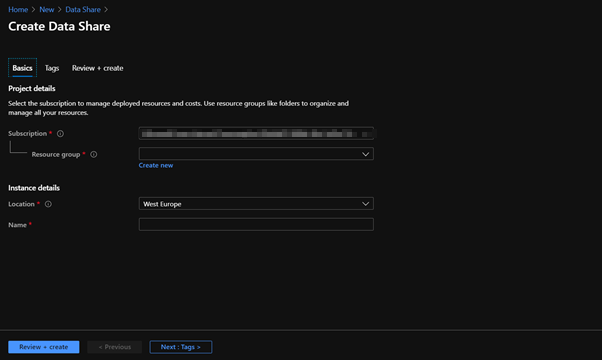 Home > New > Data Share >
Create Data Share
Basics Tags Review + create
Project details
Select the subscription to manage deployed resources and costs. Use resource groups like folders to organize and
manage all your resources.
Subscription *
Resource group *
Create new
Instance details
Location * West Europe
Name *
Review + create < Previous Next : Tags >